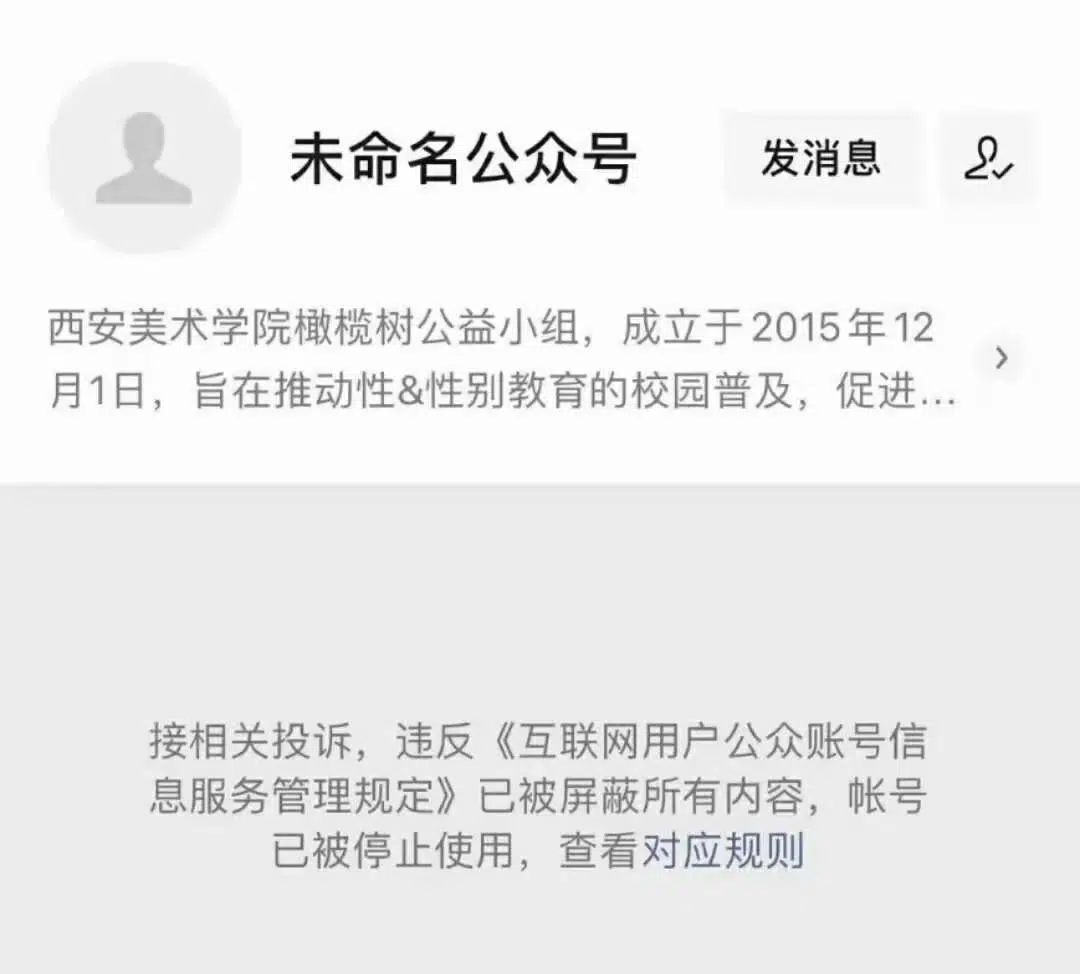 未命名公众号
发消息
西安美术学院橄榄树公益小组，成立于2015年12
月1日，旨在推动性&性别教育的校园普及，促进...
接相关投诉，违反《互联网用户公众账号信
息服务管理规定》已被屏蔽所有内容，帐号
已被停止使用，查看对应规则